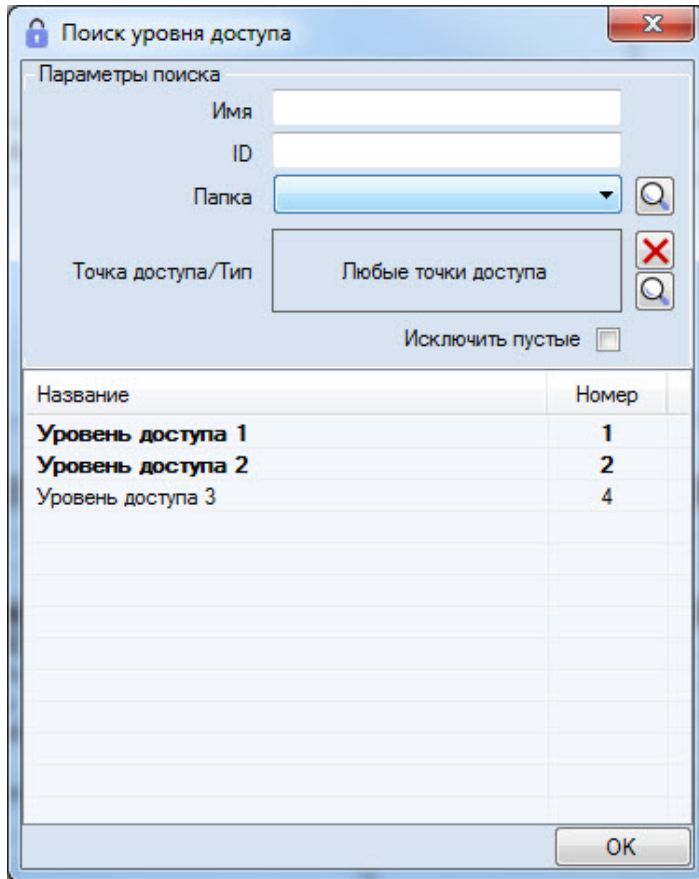 Поиск уровня доступа
Параметры поиска
Имя
ID
Папка
Точка доступа/Тип
Любые точки доступа
Исключить пустые
Название Номер
Уровень доступа 1 1
Уровень доступа 2 2
Уровень доступа 3 4
OK